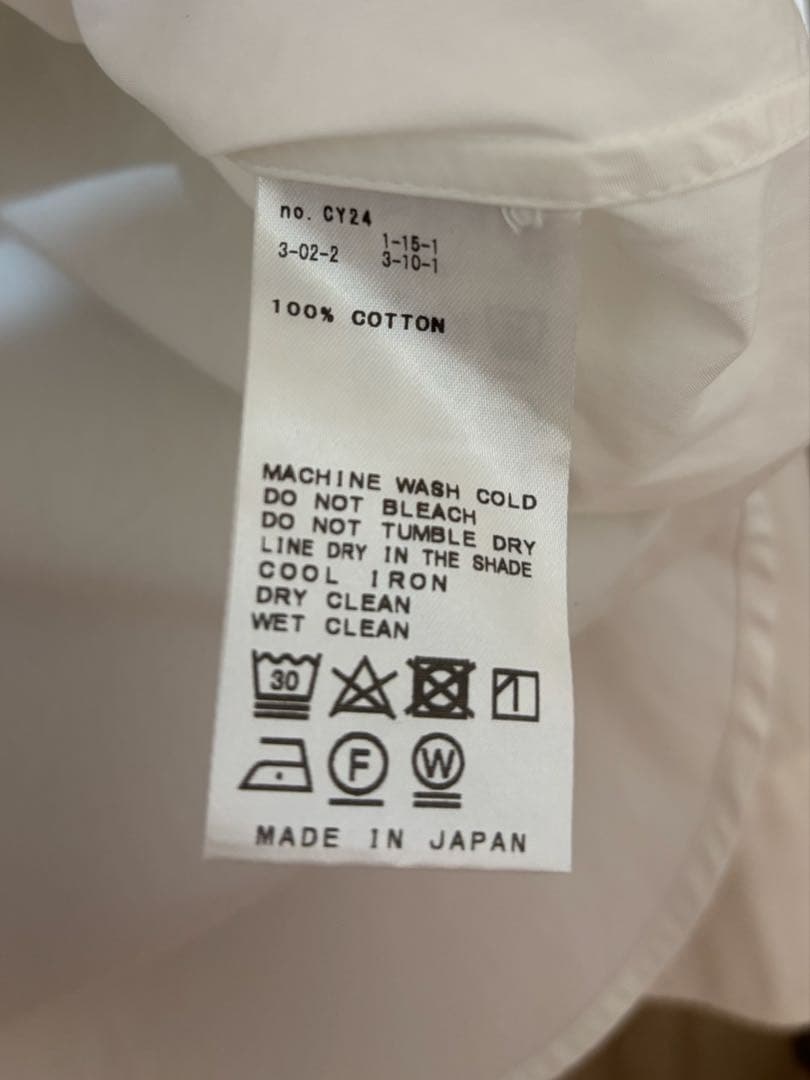 no. CY24
3-02-2 1-15-1
3-10-1
100% COTTON
MACHINE WASH COLD
DO NOT BLEACH
DO NOT TUMBLE DRY
LINE DRY IN THE SHADE
COOL IRON
DRY CLEAN
WET CLEAN
30
F W
MADE IN JAPAN